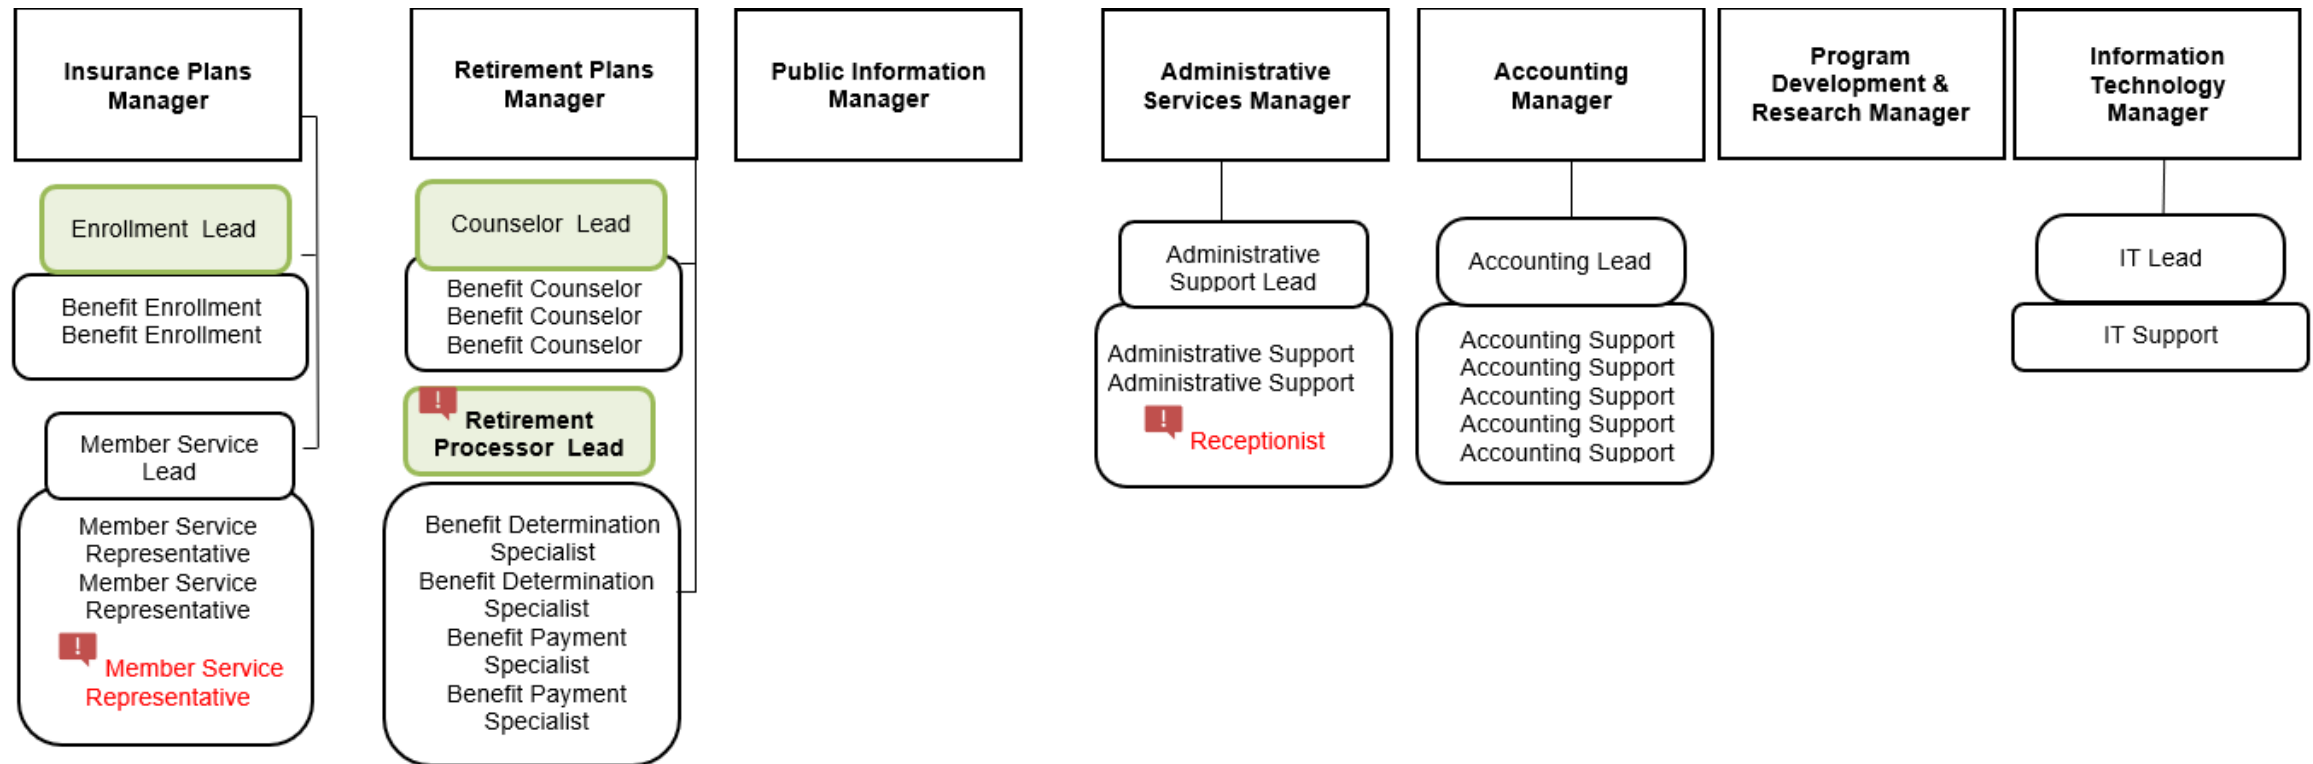 Insurance Plans
Manager
Enrollment Lead
Benefit Enrollment
Benefit Enrollment
Member Service
Lead
Member Service
Representative
Member Service
Representative
!
Member Service
Representative
Retirement Plans
Manager
Counselor Lead
Benefit Counselor
Benefit Counselor
Benefit Counselor
!
Retirement
Processor Lead
Benefit Determination
Specialist
Benefit Determination
Specialist
Benefit Payment
Specialist
Benefit Payment
Specialist
Public Information
Manager
Administrative
Services Manager
Administrative
Support Lead
Administrative Support
Administrative Support
!
Receptionist
Accounting
Manager
Accounting Lead
Accounting Support
Accounting Support
Accounting Support
Accounting Support
Accounting Support
Program
Development &
Research Manager
Information
Technology
Manager
IT Lead
IT Support